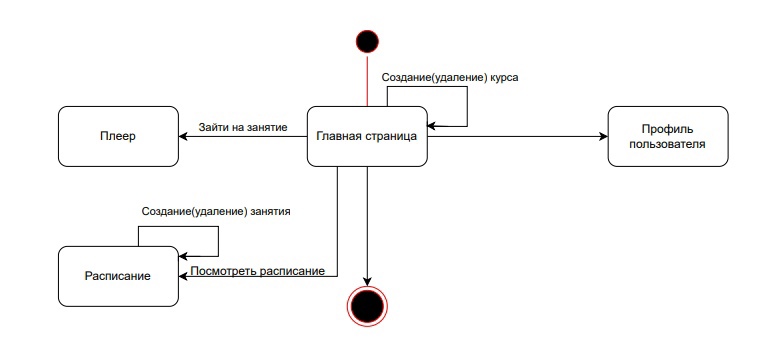 Создание(удаление) курса
Плеер
Зайти на занятие
Главная страница
Профиль
пользователя
Создание(удаление) занятия
Расписание
Посмотреть расписание